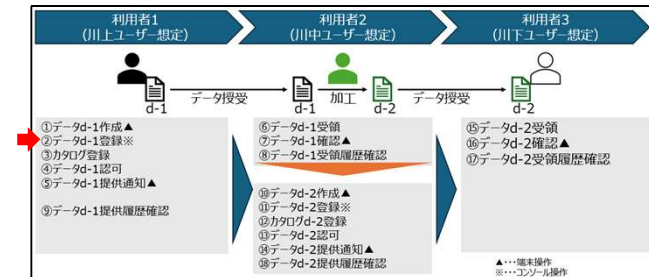 利用者1
(川上ユーザー想定)
利用者2
(川中ユーザー想定)
利用者3
(川下ユーザー想定)
d-1
データ授受
d-1
加工
d-2
データ授受
d-2
①データd-1作成▲
②データd-1登録※
③カタログ登録
④データd-1認可
⑤データd-1提供通知▲
⑨データd-1提供履歴確認
⑥データd-1受領
⑦データd-1確認▲
⑧データd-1受領履歴確認
⑩データd-2作成▲
⑪データd-2登録※
⑫カタログd-2登録
⑬データd-2認可
⑭データd-2提供通知▲
⑱データd-2提供履歴確認
⑮データd-2受領
⑯データd-2確認▲
⑰データd-2受領履歴確認
▲・・・端末操作
※・・・コンソール操作